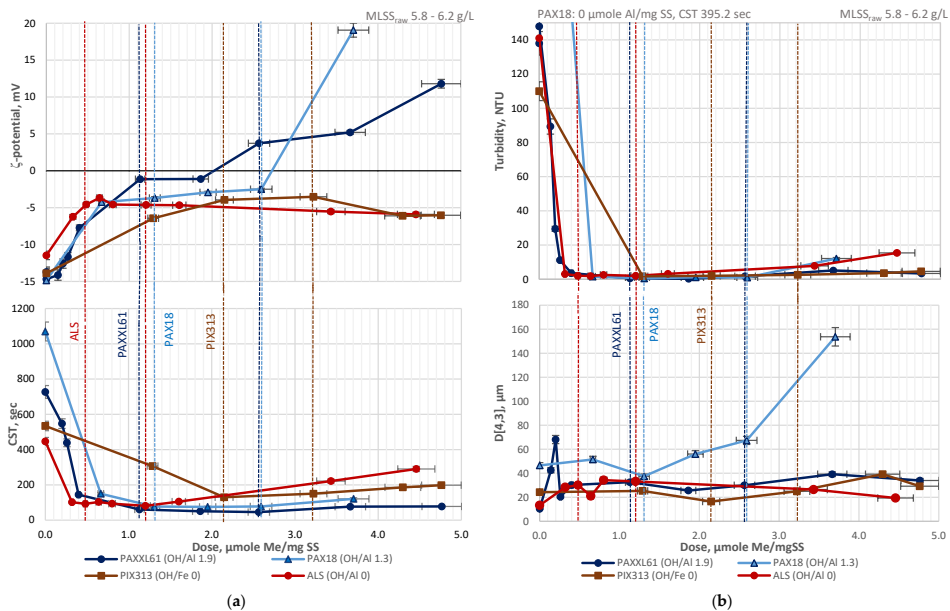 MLSSraw 5.8 - 6.2 g/L
20
15
10
5
0
-5
-10
-15
ζ-potential, mV
1200
1000
800
600
400
200
0
CST, sec
ALS
PAXXL61
PAX18
PIX313
0.0 1.0 2.0 3.0 4.0 5.0
Dose, µmole Me/mg SS
PAXXL61 (OH/Al 1.9) PAX18 (OH/Al 1.3)
PIX313 (OH/Fe 0) ALS (OH/Al 0)
(a)
PAX18: 0 µmole Al/mg SS, CST 395.2 sec MLSSraw 5.8 - 6.2 g/L
140
120
100
80
60
40
20
0
Turbidity, NTU
180
160
140
120
100
80
60
40
20
0
D[4,3], µm
ALS
PAXXL61
PAX18
PIX313
0.0 1.0 2.0 3.0 4.0 5.0
Dose, µmole Me/mgSS
PAXXL61 (OH/Al 1.9) PAX18 (OH/Al 1.3)
PIX313 (OH/Fe 0) ALS (OH/Al 0)
(b)